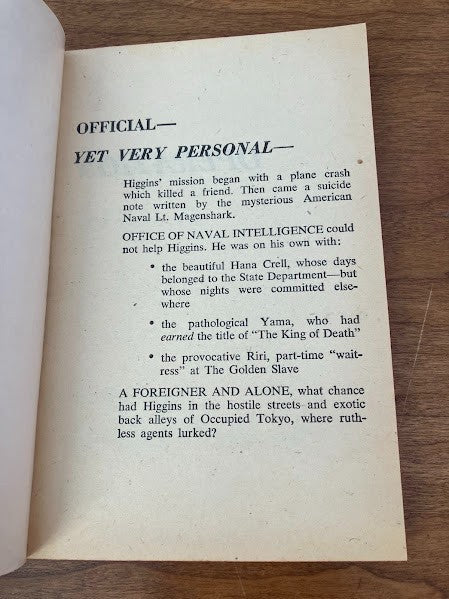 OFFICIAL—
YET VERY PERSONAL—
Higgins' mission began with a plane crash
which killed a friend. Then came a suicide
note written by the mysterious American
Naval Lt. Magenshark.
OFFICE OF NAVAL INTELLIGENCE could
not help Higgins. He was on his own with:
• the beautiful Hana Crell, whose days
belonged to the State Department—but
whose nights were committed else-
where
• the pathological Yama, who had
earned the title of "The King of Death"
• the provocative Riri, part-time "wait-
ress" at The Golden Slave
A FOREIGNER AND ALONE, what chance
had Higgins in the hostile streets and exotic
back alleys of Occupied Tokyo, where ruth-
less agents lurked?